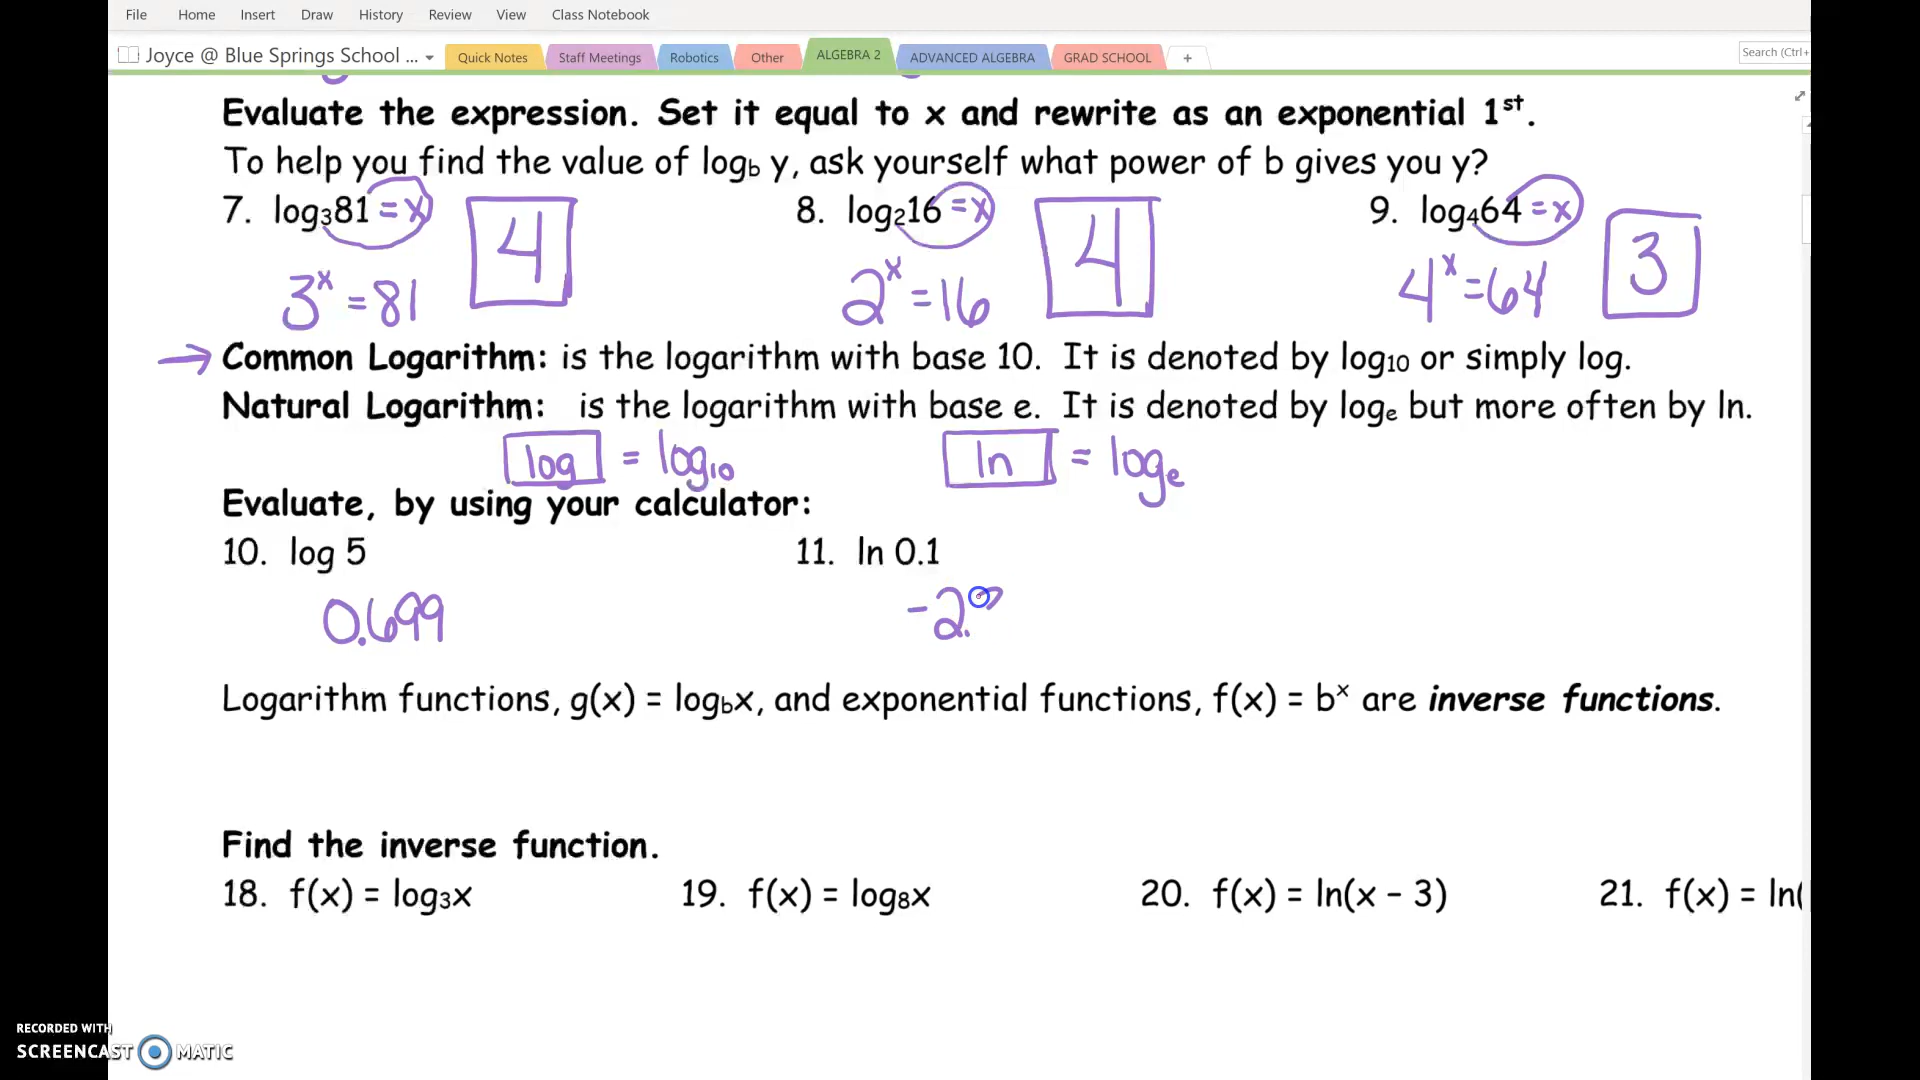 File Home Insert Draw History Review View Class Notebook
Joyce @ Blue Springs School ... Quick Notes Staff Meetings Robotics Other ALGEBRA 2 ADVANCED ALGEBRA GRAD SCHOOL + Search (Ctrl+
Evaluate the expression. Set it equal to x and rewrite as an exponential 1ˢᵗ.
To help you find the value of log_b y, ask yourself what power of b gives you y?
7. log₃81 = x 4 8. log₂16 = x 4 9. log₄64 = x 3
3ˣ = 81 2ˣ = 16 4ˣ = 64
→ Common Logarithm: is the logarithm with base 10. It is denoted by log₁₀ or simply log.
Natural Logarithm: is the logarithm with base e. It is denoted by logₑ but more often by ln.
log = log₁₀ ln = logₑ
Evaluate, by using your calculator:
10. log 5 11. ln 0.1
0.699 -2.
Logarithm functions, g(x) = log_b x, and exponential functions, f(x) = bˣ are inverse functions.
Find the inverse function.
18. f(x) = log₃x 19. f(x) = log₈x 20. f(x) = ln(x – 3) 21. f(x) = ln(
RECORDED WITH
SCREENCAST MATIC